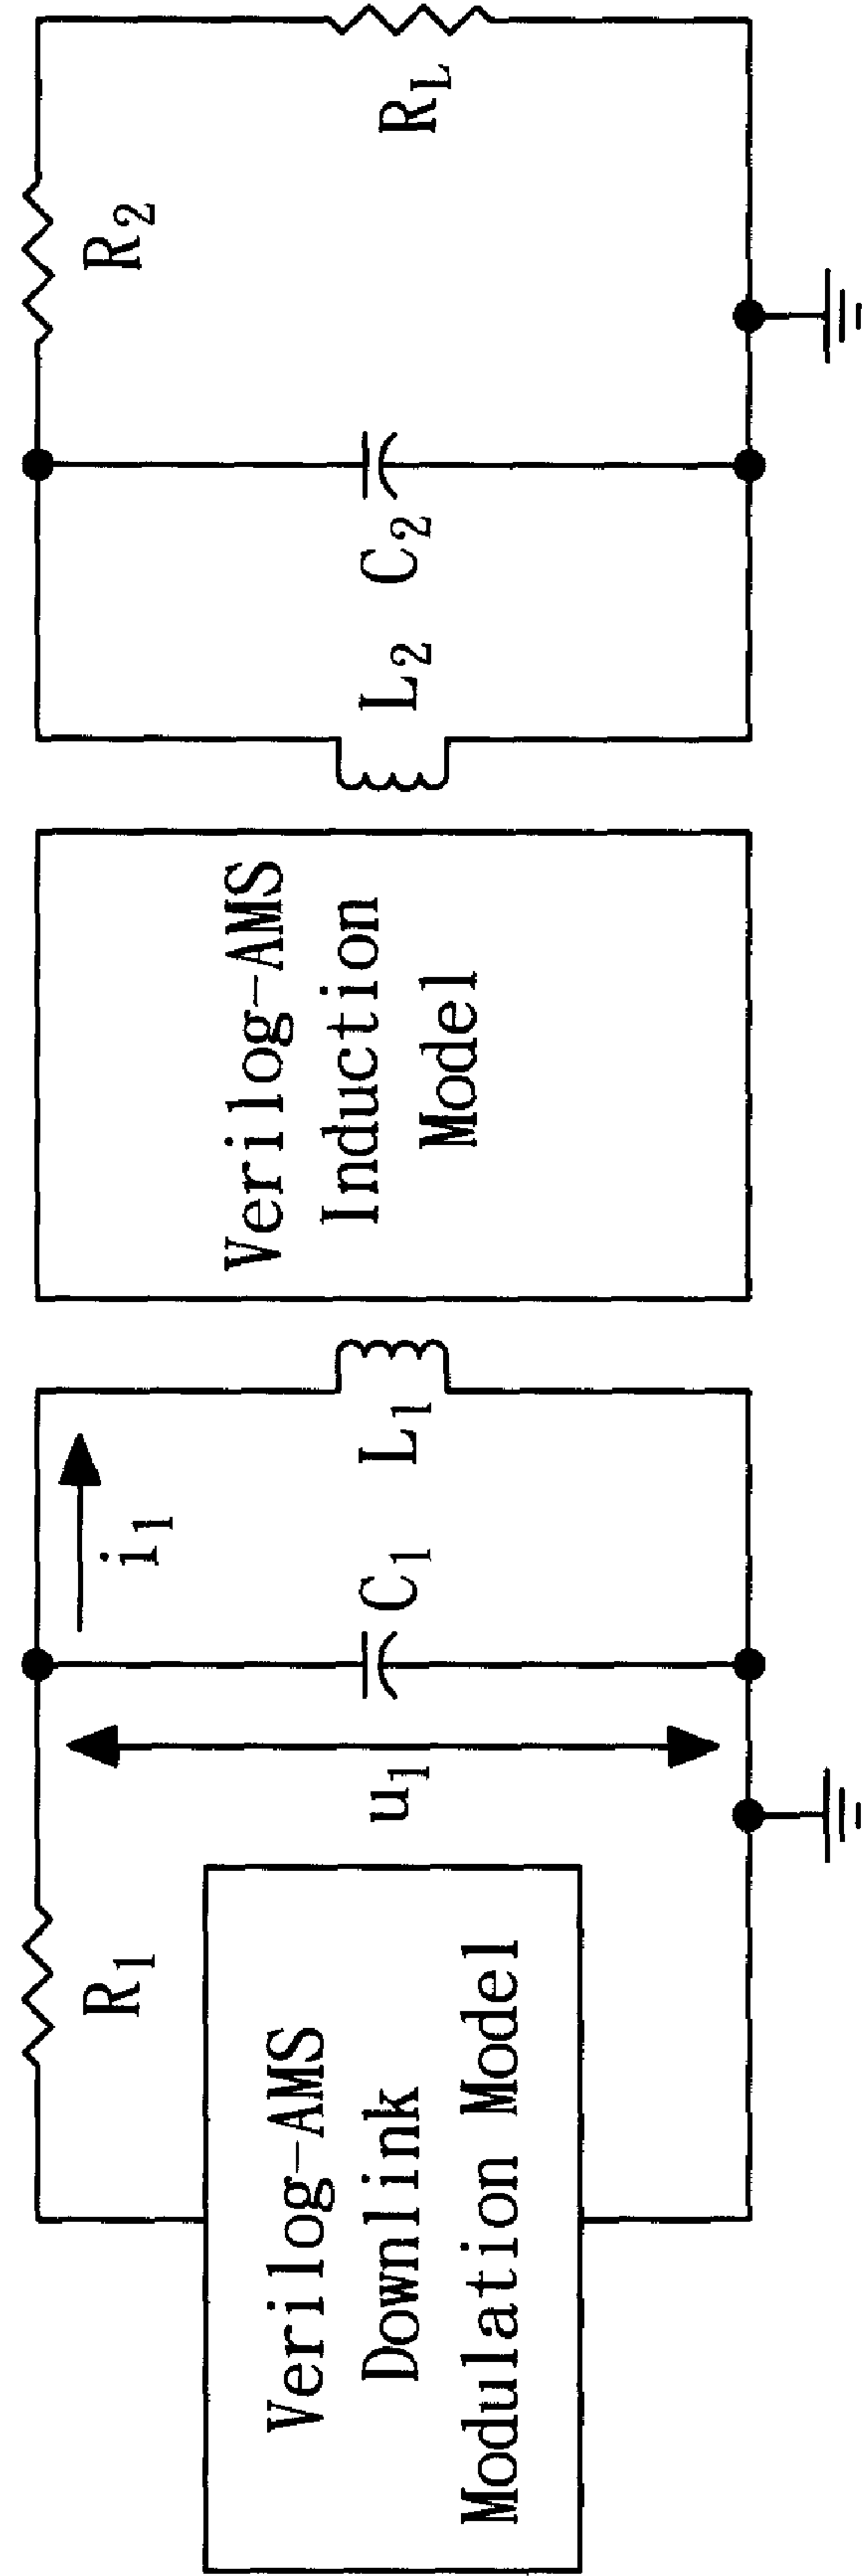 Verilog-AMS
Downlink
Modulation Model
R1
u1
C1
i1
L1
Verilog-AMS
Induction
Model
L2
C2
R2
RL